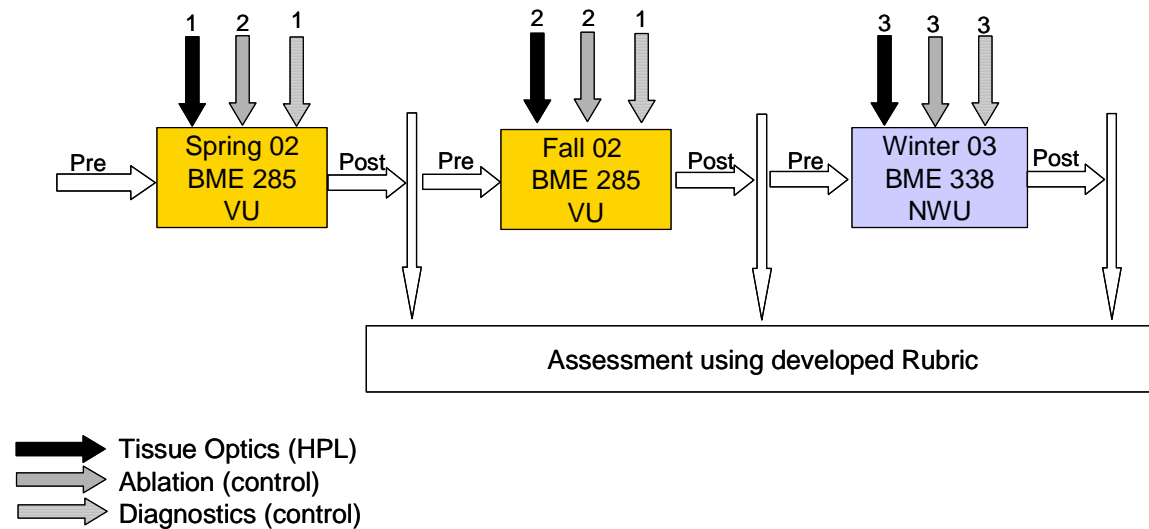 1 2 1 2 2 1 3 3 3
Pre
Spring 02
BME 285
VU
Post
Pre
Fall 02
BME 285
VU
Post
Pre
Winter 03
BME 338
NWU
Post
Assessment using developed Rubric
Tissue Optics (HPL)
Ablation (control)
Diagnostics (control)